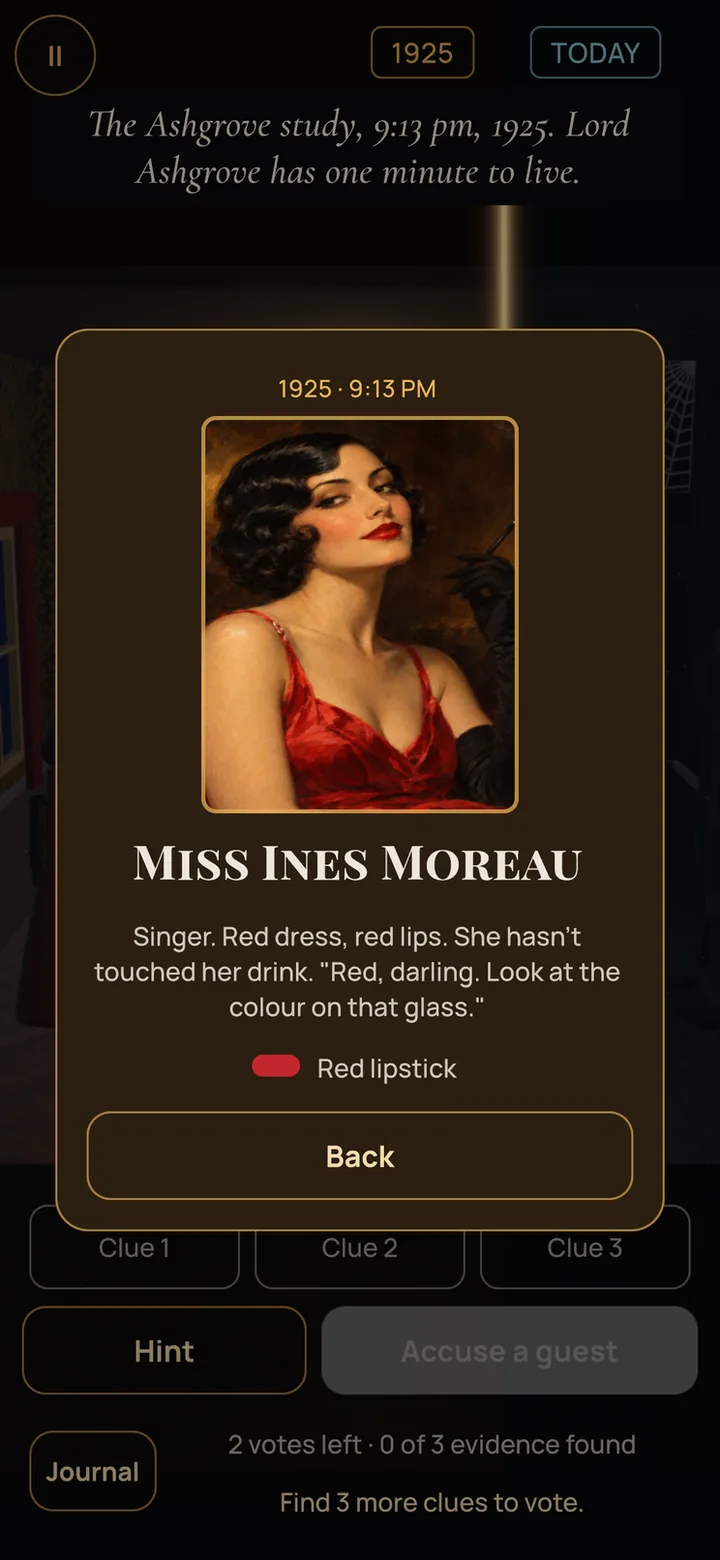 1925
TODAY
The Ashgrove study, 9:13 pm, 1925. Lord
Ashgrove has one minute to live.
1925 · 9:13 PM
Miss Ines Moreau
Singer. Red dress, red lips. She hasn’t
touched her drink. "Red, darling. Look at the
colour on that glass."
Red lipstick
Back
Clue 1
Clue 2
Clue 3
Hint
Accuse a guest
Journal
2 votes left · 0 of 3 evidence found
Find 3 more clues to vote.